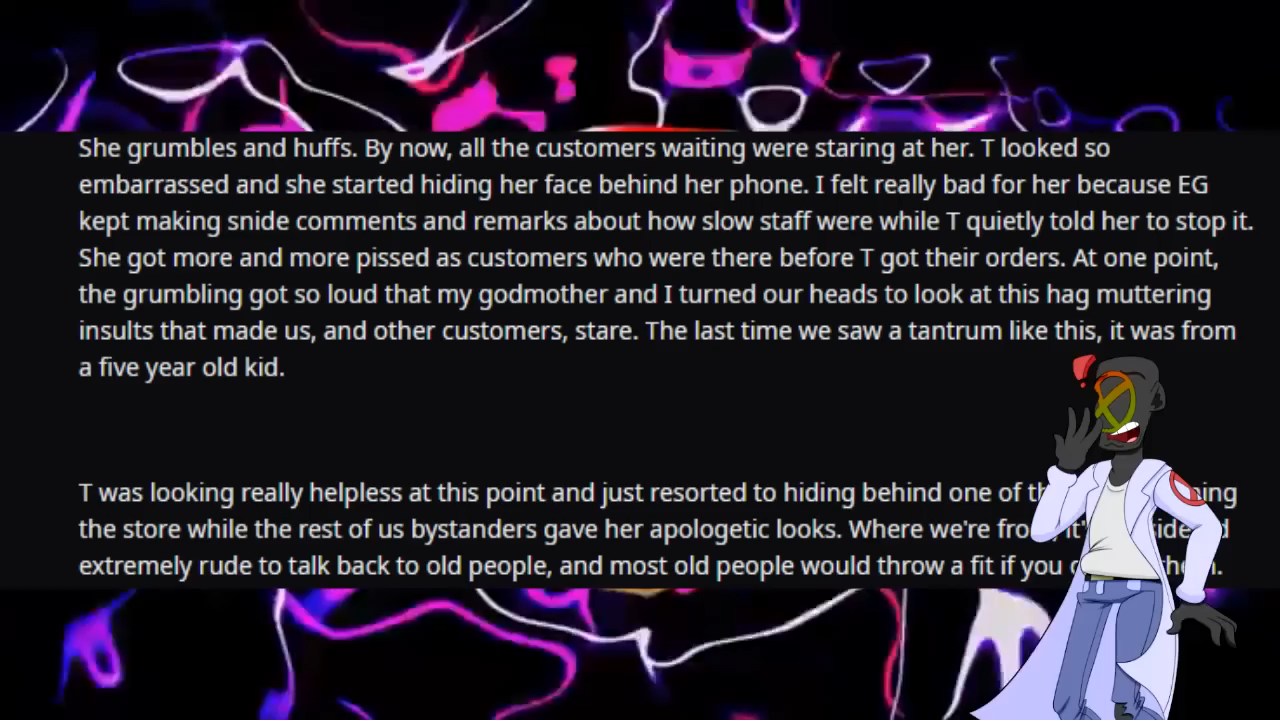 She grumbles and huffs. By now, all the customers waiting were staring at her. T looked so
embarrassed and she started hiding her face behind her phone. I felt really bad for her because EG
kept making snide comments and remarks about how slow staff were while T quietly told her to stop it.
She got more and more pissed as customers who were there before T got their orders. At one point,
the grumbling got so loud that my godmother and I turned our heads to look at this hag muttering
insults that made us, and other customers, stare. The last time we saw a tantrum like this, it was from
a five year old kid.
T was looking really helpless at this point and just resorted to hiding behind one of
the store while the rest of us bystanders gave her apologetic looks. Where we're
extremely rude to talk back to old people, and most old people would throw a fit if you